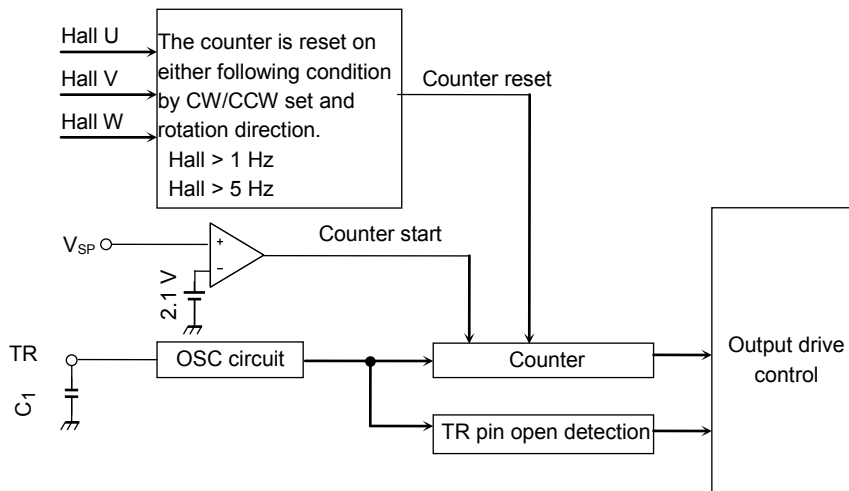 Hall U
Hall V
Hall W
The counter is reset on
either following condition
by CW/CCW set and
rotation direction.
Hall > 1 Hz
Hall > 5 Hz
Counter reset
VSP
+
−
2.1 V
Counter start
TR
C1
OSC circuit
Counter
TR pin open detection
Output drive
control